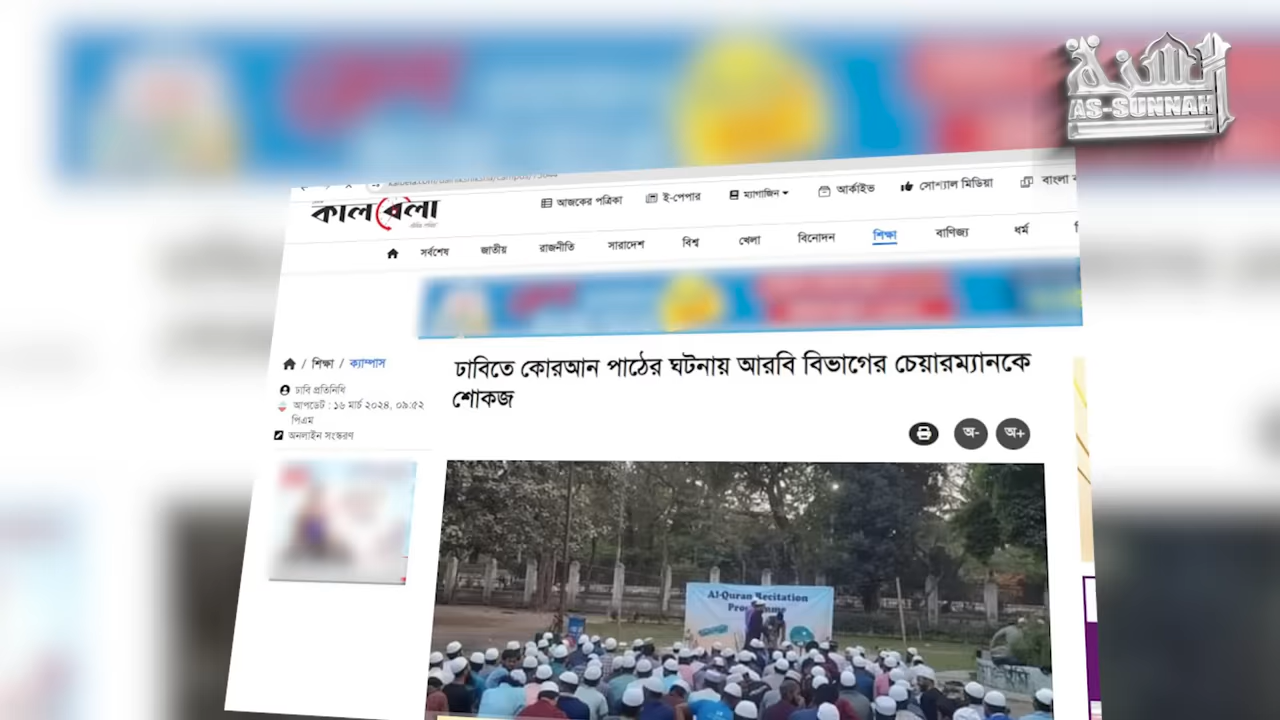 السنة
AS-SUNNAH
কালবেলা
আজকের পত্রিকা
ই-পেপার
ম্যাগাজিন
আর্কাইভ
সোশ্যাল মিডিয়া
বাংলা
সর্বশেষ
জাতীয়
রাজনীতি
সারাদেশ
বিশ্ব
খেলা
বিনোদন
শিক্ষা
বাণিজ্য
ধর্ম
/ শিক্ষা / ক্যাম্পাস
ঢাবি প্রতিনিধি
আপডেট : ১৬ মার্চ ২০২৪, ০৯:৫২
পিএম
অনলাইন সংস্করণ
ঢাবিতে কোরআন পাঠের ঘটনায় আরবি বিভাগের চেয়ারম্যানকে
শোকজ
অ-
অ+
Al-Quran Recitation